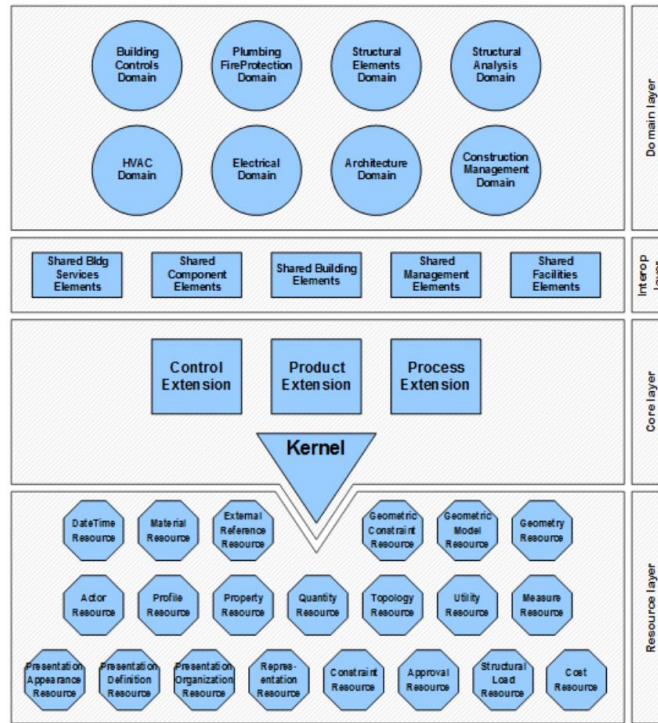 Building
Controls
Domain
Plumbing
FireProtection
Domain
Structural
Elements
Domain
Structural
Analysis
Domain
HVAC
Domain
Electrical
Domain
Architecture
Domain
Construction
Management
Domain
Domain layer
Shared Bldg
Services
Elements
Shared
Component
Elements
Shared Building
Elements
Shared
Management
Elements
Shared
Facilities
Elements
Interop
layer
Control
Extension
Product
Extension
Process
Extension
Kernel
Core layer
DateTime
Resource
Material
Resource
External
Reference
Resource
Geometric
Constraint
Resource
Geometric
Model
Resource
Geometry
Resource
Actor
Resource
Profile
Resource
Property
Resource
Quantity
Resource
Topology
Resource
Utility
Resource
Measure
Resource
Presentation
Appearance
Resource
Presentation
Definition
Resource
Presentation
Organization
Resource
Represen-
tation
Resource
Constraint
Resource
Approval
Resource
Structural
Load
Resource
Cost
Resource
Resource layer